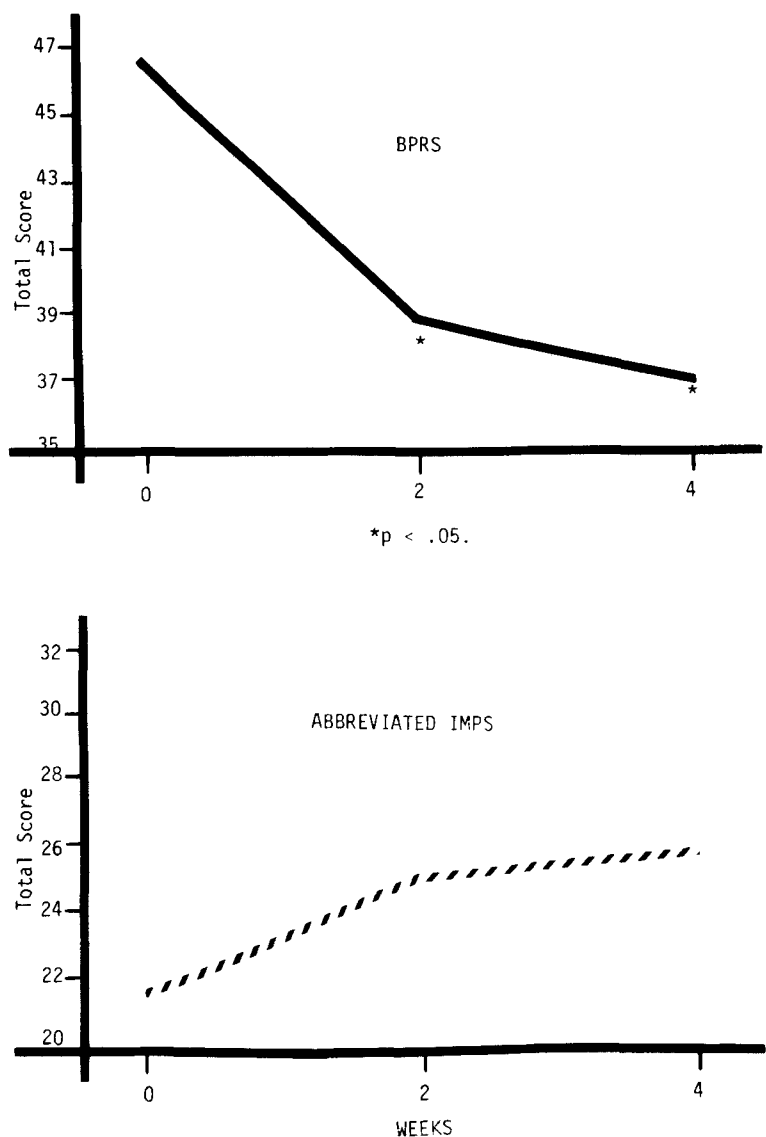 47
45
43
41
39
37
35
Total Score
BPRS
*
*
0 2 4
*p < .05.
32
30
28
26
24
22
20
Total Score
ABBREVIATED IMPS
0 2 4
WEEKS